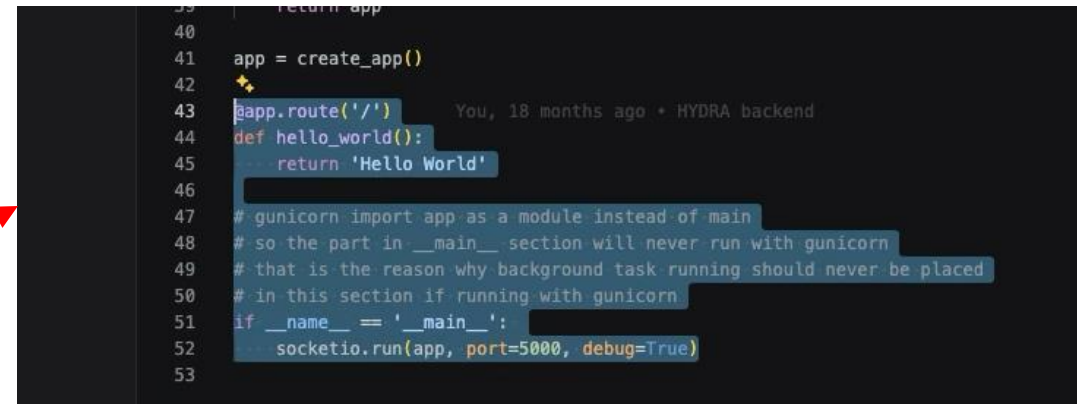 39 return app
40
41 app = create_app()
42
43 @app.route('/') You, 18 months ago • HYDRA backend
44 def hello_world():
45 return 'Hello World'
46
47 # gunicorn import app as a module instead of main
48 # so the part in __main__ section will never run with gunicorn
49 # that is the reason why background task running should never be placed
50 # in this section if running with gunicorn
51 if __name__ == '__main__':
52 socketio.run(app, port=5000, debug=True)
53